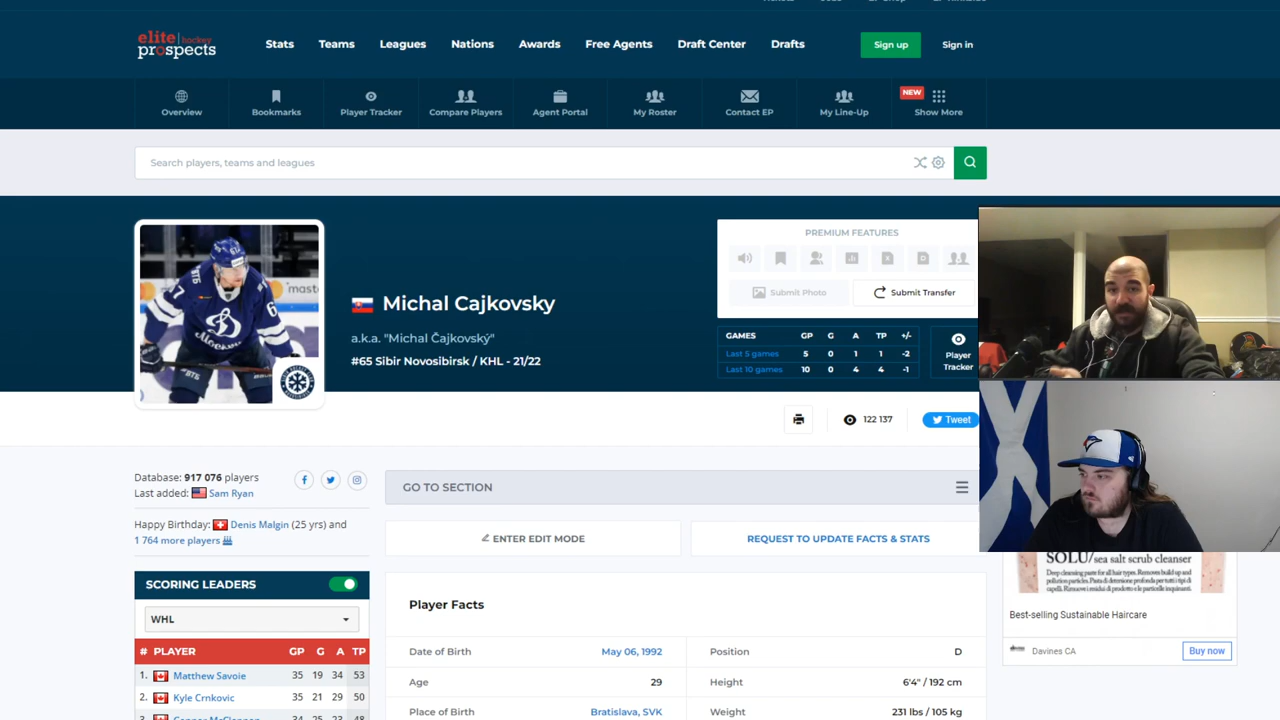 elite hockey
prospects
Stats Teams Leagues Nations Awards Free Agents Draft Center Drafts Sign up Sign in
Overview Bookmarks Player Tracker Compare Players Agent Portal My Roster Contact EP My Line-Up NEW Show More
Search players, teams and leagues
PREMIUM FEATURES
Submit Photo Submit Transfer
Michal Cajkovsky
a.k.a. "Michal Čajkovský"
#65 Sibir Novosibirsk / KHL - 21/22
GAMES GP G A TP +/-
Last 5 games 5 0 1 1 -2
Last 10 games 10 0 4 4 -1
Player
Tracker
122 137 Tweet
Database: 917 076 players
Last added: Sam Ryan
Happy Birthday: Denis Malgin (25 yrs) and
1 764 more players
GO TO SECTION
ENTER EDIT MODE REQUEST TO UPDATE FACTS & STATS
SCORING LEADERS
WHL
# PLAYER GP G A TP
1. Matthew Savoie 35 19 34 53
2. Kyle Crnkovic 35 21 29 50
Player Facts
Date of Birth May 06, 1992 Position D
Age 29 Height 6'4" / 192 cm
Place of Birth Bratislava, SVK Weight 231 lbs / 105 kg
SOLU/sea salt scrub cleanser
Best-selling Sustainable Haircare
Davines CA Buy now